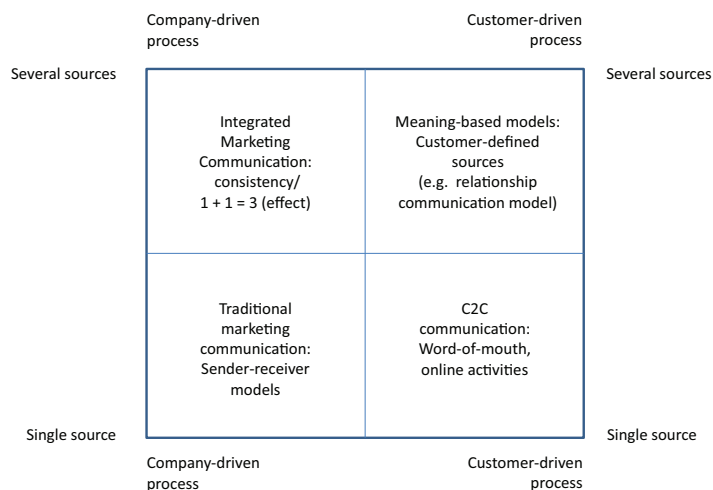 Company-driven
process
Customer-driven
process
Several sources
Several sources
Integrated
Marketing
Communication:
consistency/
1 + 1 = 3 (effect)
Meaning-based models:
Customer-defined
sources
(e.g. relationship
communication model)
Traditional
marketing
communication:
Sender-receiver
models
C2C
communication:
Word-of-mouth,
online activities
Single source
Single source
Company-driven
process
Customer-driven
process